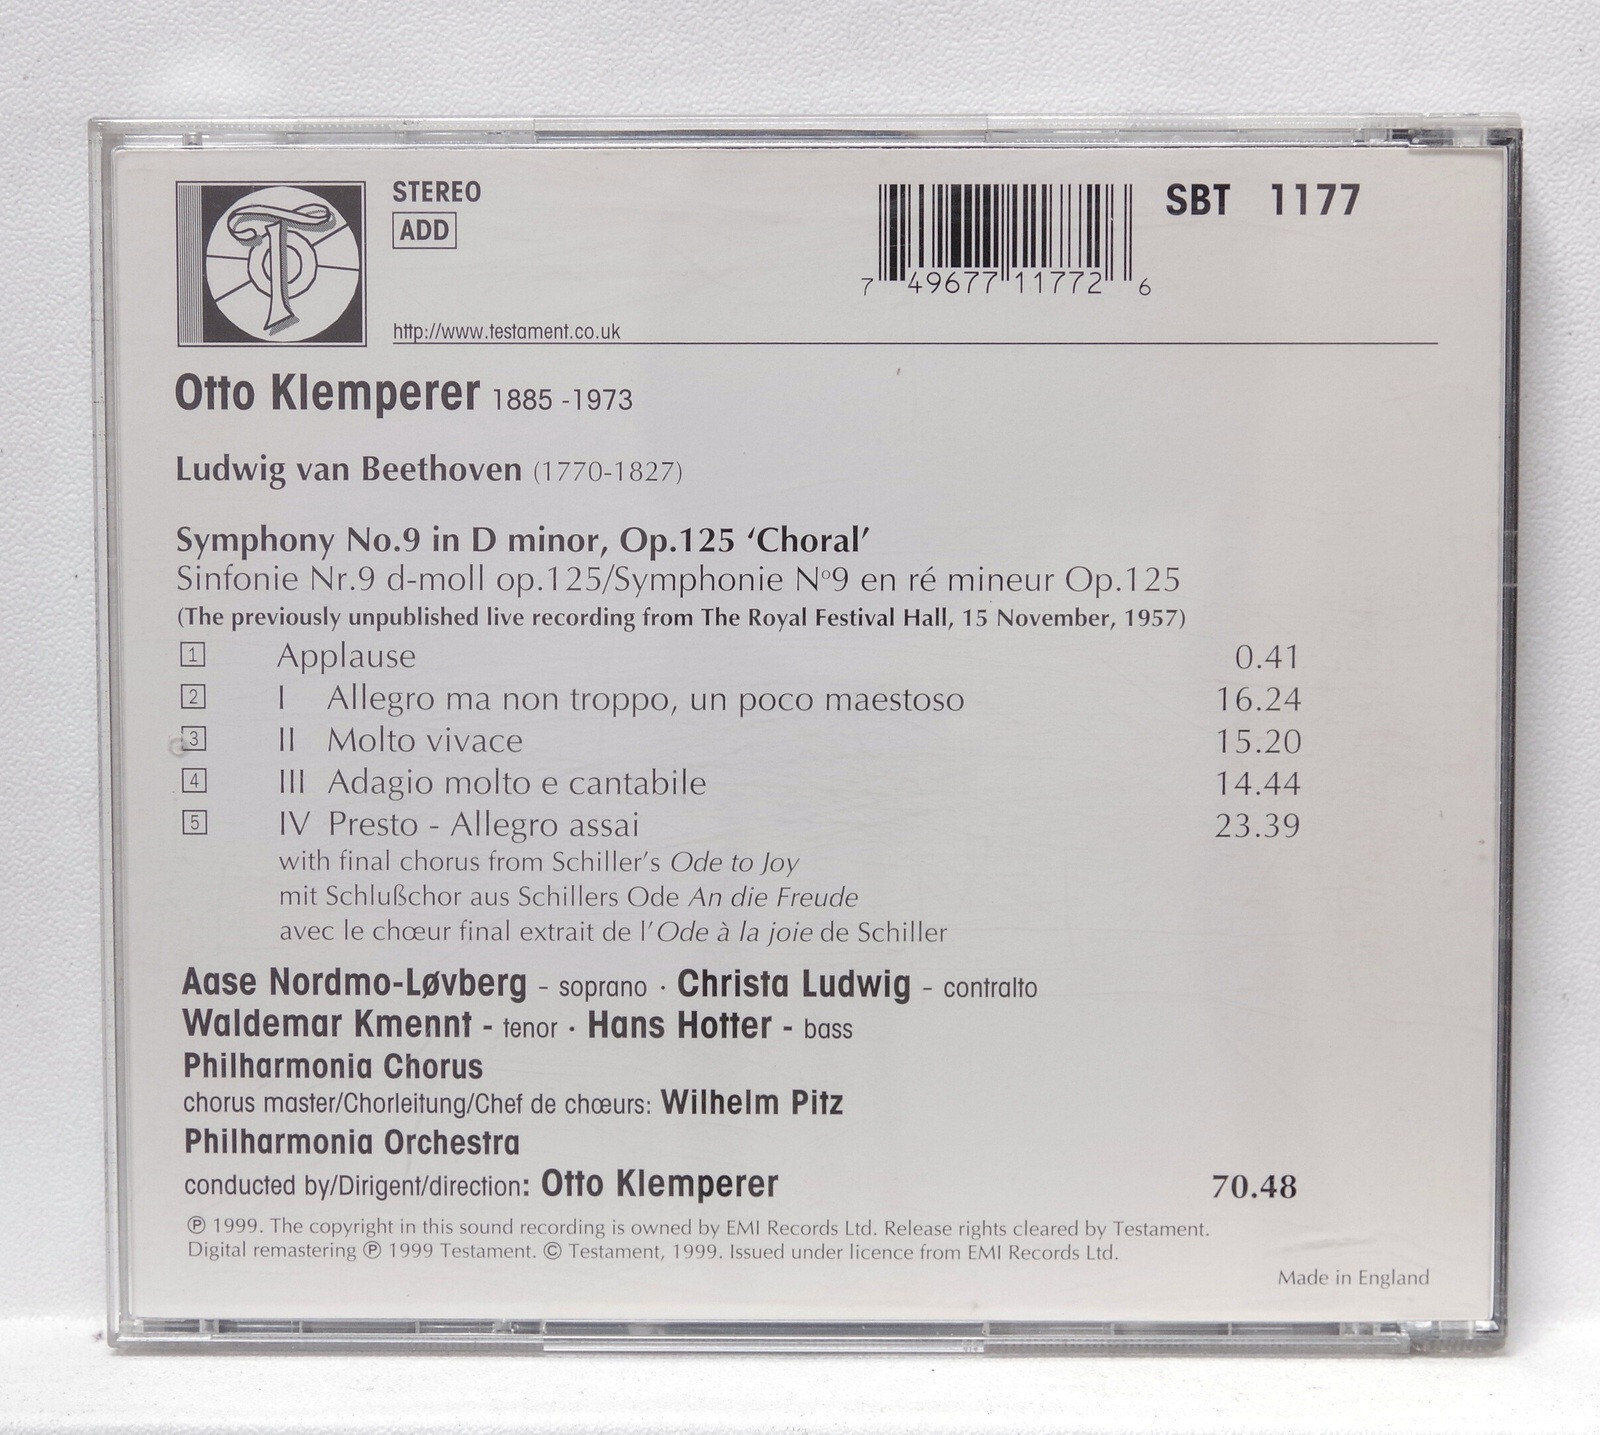 STEREO
ADD
SBT 1177
7 49677 11772 6
http://www.testament.co.uk
Otto Klemperer 1885 -1973
Ludwig van Beethoven (1770-1827)
Symphony No.9 in D minor, Op.125 ‘Choral’
Sinfonie Nr.9 d-moll op.125/Symphonie Nº9 en ré mineur Op.125
(The previously unpublished live recording from The Royal Festival Hall, 15 November, 1957)
1 Applause 0.41
2 I Allegro ma non troppo, un poco maestoso 16.24
3 II Molto vivace 15.20
4 III Adagio molto e cantabile 14.44
5 IV Presto - Allegro assai 23.39
with final chorus from Schiller’s Ode to Joy
mit Schlußchor aus Schillers Ode An die Freude
avec le chœur final extrait de l’Ode à la joie de Schiller
Aase Nordmo-Løvberg - soprano · Christa Ludwig - contralto
Waldemar Kmennt - tenor · Hans Hotter - bass
Philharmonia Chorus
chorus master/Chorleitung/Chef de chœurs: Wilhelm Pitz
Philharmonia Orchestra
conducted by/Dirigent/direction: Otto Klemperer 70.48
℗ 1999. The copyright in this sound recording is owned by EMI Records Ltd. Release rights cleared by Testament.
Digital remastering ℗ 1999 Testament. © Testament, 1999. Issued under licence from EMI Records Ltd.
Made in England